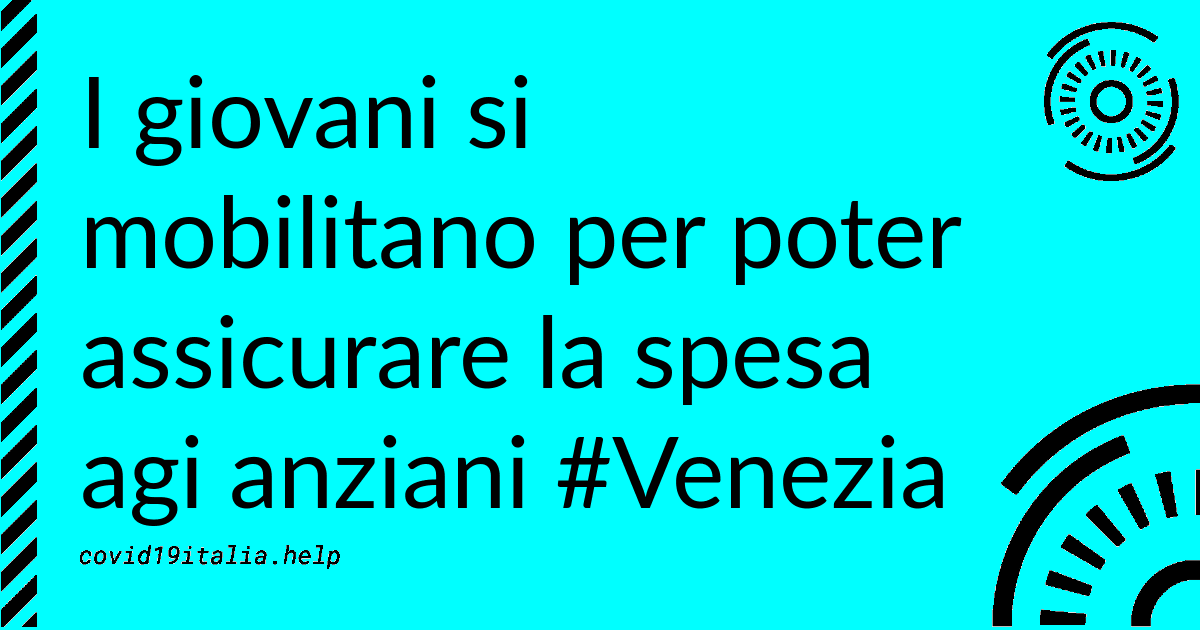 I giovani si
mobilitano per poter
assicurare la spesa
agi anziani #Venezia
covid19italia.help